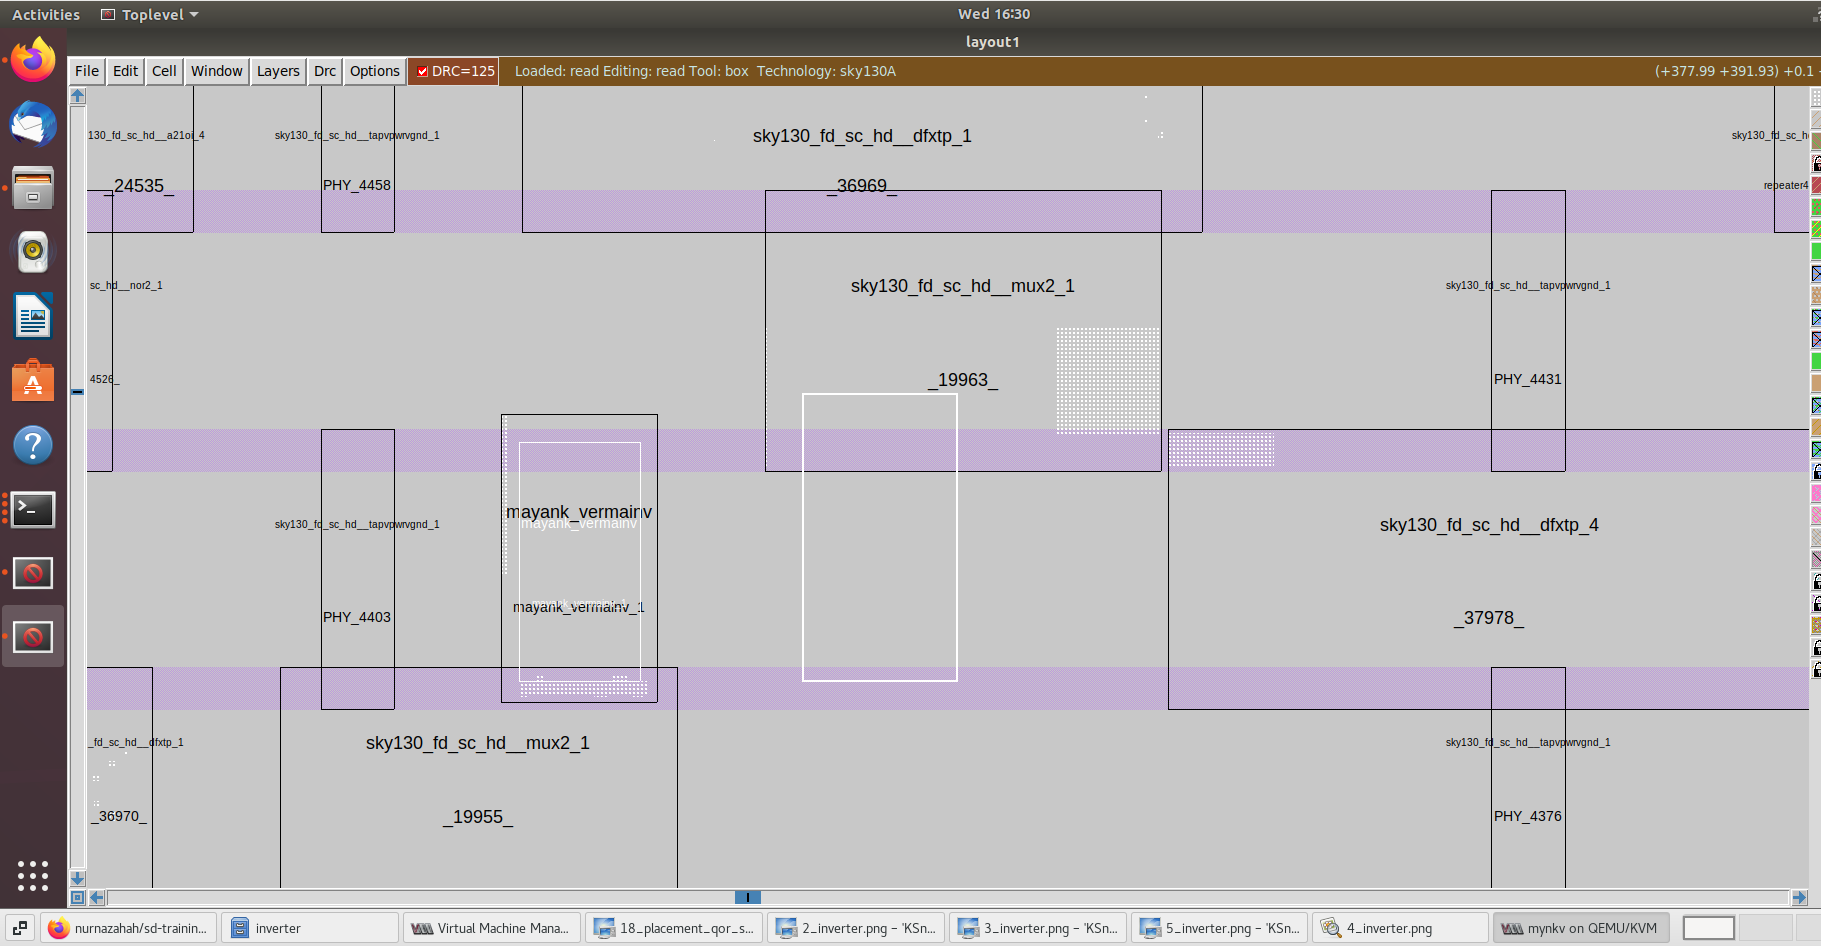 Activities
Toplevel
Wed 16:30
layout1
File
Edit
Cell
Window
Layers
Drc
Options
DRC=125
Loaded: read Editing: read Tool: box Technology: sky130A
(+377.99 +391.93) +0.1
130_fd_sc_hd__a21oi_4
sky130_fd_sc_hd__tapvpwrvgnd_1
sky130_fd_sc_hd__dfxtp_1
_24535_
PHY_4458
_36969_
sc_hd__nor2_1
sky130_fd_sc_hd__mux2_1
sky130_fd_sc_hd__tapvpwrvgnd_1
4526_
_19963_
PHY_4431
sky130_fd_sc_hd__tapvpwrvgnd_1
mayank_vermainv
mayank_vermainv
sky130_fd_sc_hd__dfxtp_4
PHY_4403
mayank_vermainv_1
mayank_vermainv_1
_37978_
_fd_sc_hd__dfxtp_1
sky130_fd_sc_hd__mux2_1
sky130_fd_sc_hd__tapvpwrvgnd_1
_36970_
_19955_
PHY_4376
nurnazahah/sd-trainin...
inverter
Virtual Machine Mana...
18_placement_qor_s...
2_inverter.png – 'KSn...
3_inverter.png – 'KSn...
5_inverter.png – 'KSn...
4_inverter.png
mynkv on QEMU/KVM